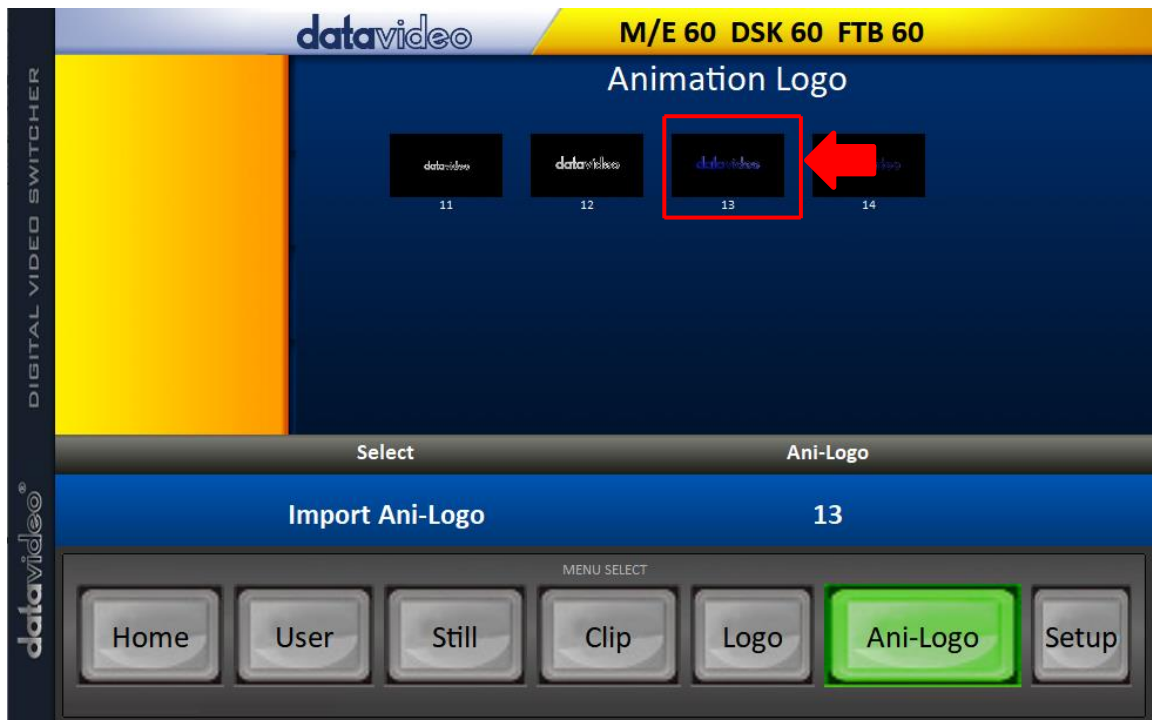 datavideo
M/E 60 DSK 60 FTB 60
DIGITAL VIDEO SWITCHER
datavideo®
Animation Logo
datavideo
datavideo
datavideo
11
12
13
14
Select
Ani-Logo
Import Ani-Logo
13
MENU SELECT
Home
User
Still
Clip
Logo
Ani-Logo
Setup